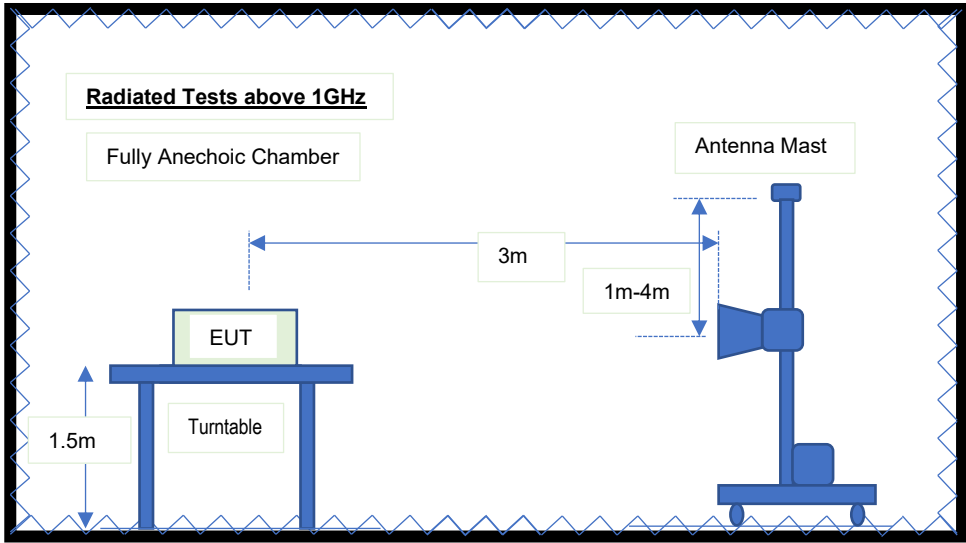 Radiated Tests above 1GHz
Fully Anechoic Chamber
Antenna Mast
3m
1m-4m
EUT
Turntable
1.5m